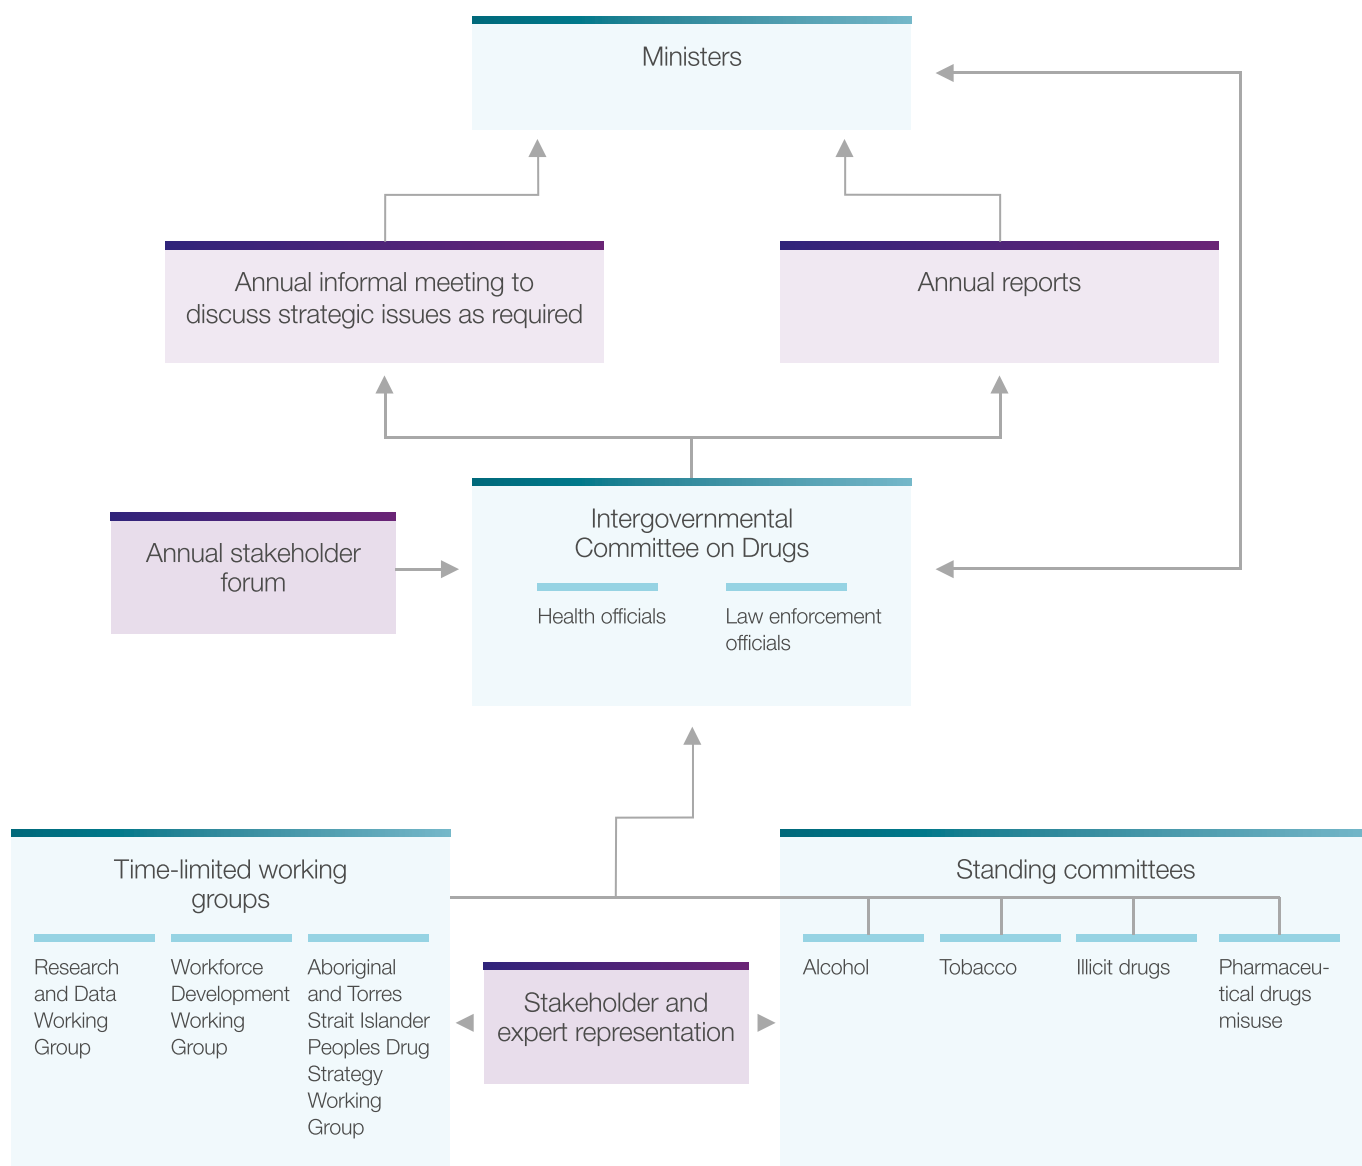 Ministers
Annual informal meeting to
discuss strategic issues as required
Annual reports
Intergovernmental
Committee on Drugs
Health officials
Law enforcement
officials
Annual stakeholder
forum
Time-limited working
groups
Research
and Data
Working
Group
Workforce
Development
Working
Group
Aboriginal
and Torres
Strait Islander
Peoples Drug
Strategy
Working
Group
Stakeholder and
expert representation
Standing committees
Alcohol
Tobacco
Illicit drugs
Pharmaceu-
tical drugs
misuse